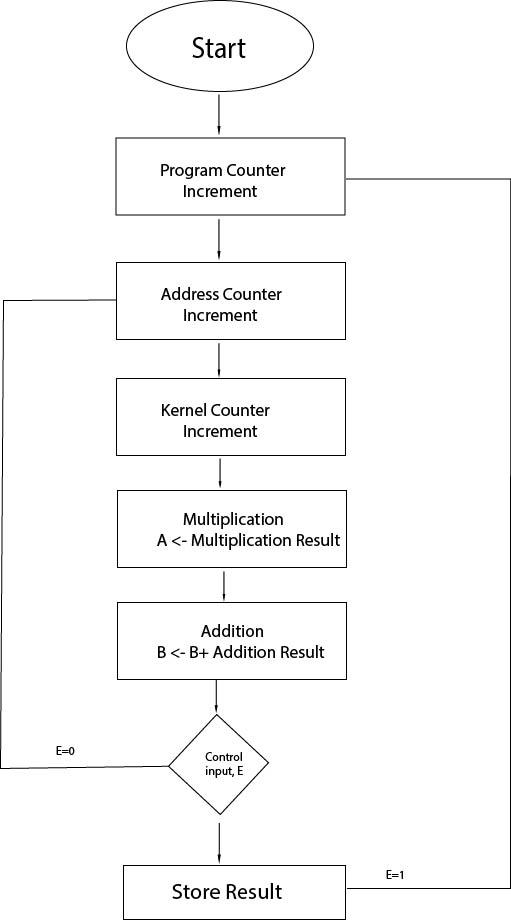 Start
Program Counter
Increment
Address Counter
Increment
Kernel Counter
Increment
Multiplication
A <- Multiplication Result
Addition
B <- B+ Addition Result
E=0
Control
input, E
E=1
Store Result